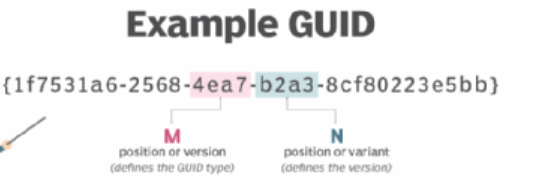 Example GUID
{1f7531a6-2568-4ea7-b2a3-8cf80223e5bb}
M N
position or version position or variant
(defines the GUID type) (defines the version)